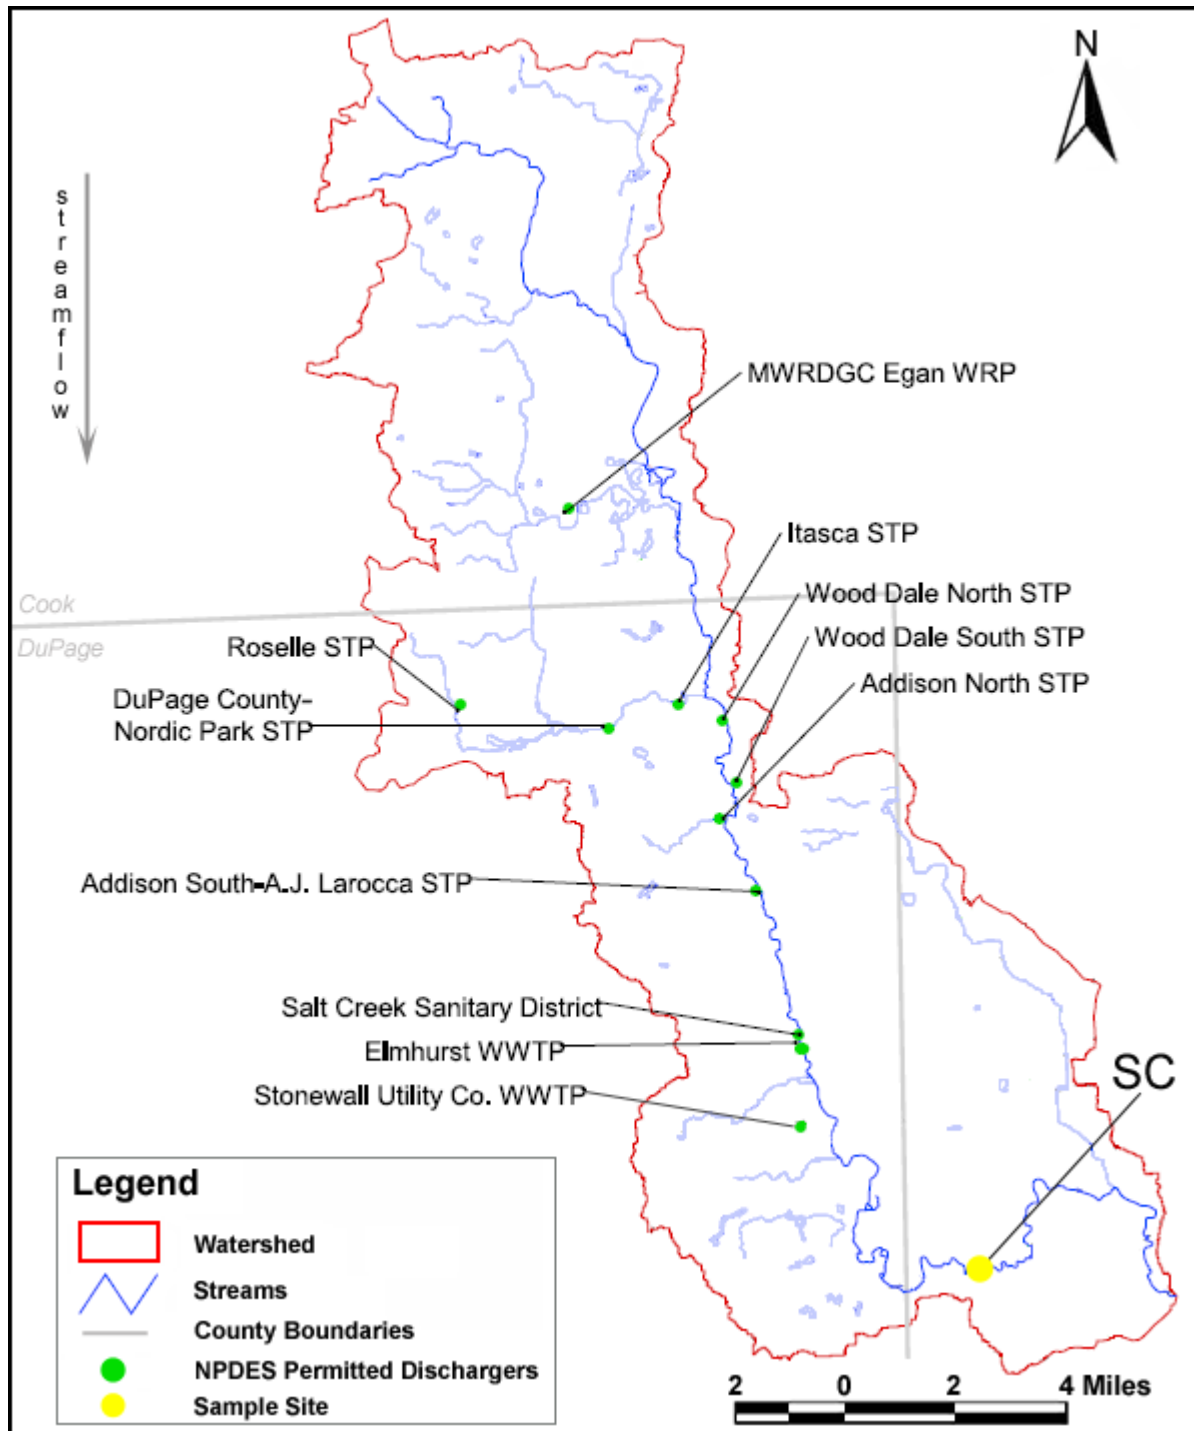 N
streamflow
MWRDGC Egan WRP
Itasca STP
Cook
Wood Dale North STP
DuPage
Roselle STP
Wood Dale South STP
Addison North STP
DuPage County-
Nordic Park STP
Addison South-A.J. Larocca STP
Salt Creek Sanitary District
Elmhurst WWTP
SC
Stonewall Utility Co. WWTP
Legend
Watershed
Streams
County Boundaries
NPDES Permitted Dischargers
Sample Site
2 0 2 4 Miles